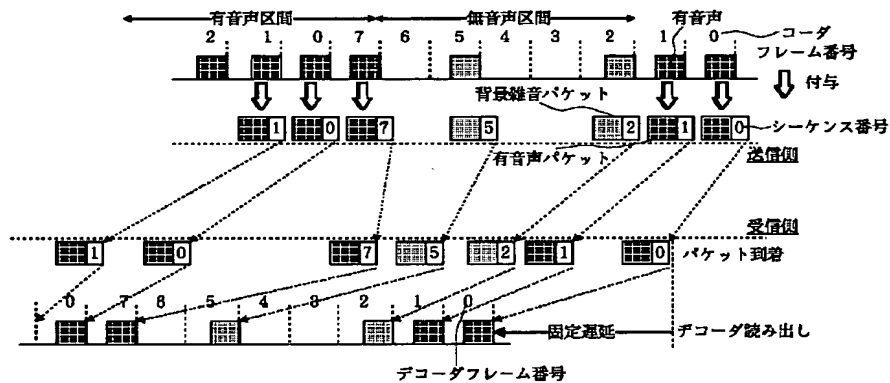 有音声区間 無音声区間 有音声
2 1 0 7 6 5 4 3 2 1 0 コーダ
フレーム番号
付与
背景雑音パケット
1 0 7 5 2 1 0 シーケンス番号
有音声パケット 送信側
受信側
1 0 7 5 2 1 0 パケット到着
0 7 6 5 4 3 2 1 0
固定遅延 デコーダ読み出し
デコーダフレーム番号